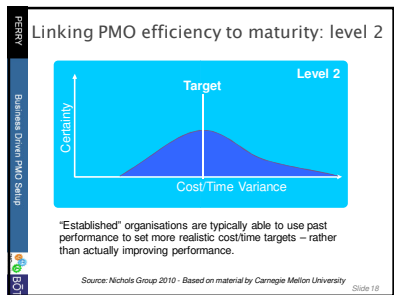 PERRY
Business Driven PMO Setup
BOT
Linking PMO efficiency to maturity: level 2
Level 2
Target
Certainty
Cost/Time Variance
“Established” organisations are typically able to use past
performance to set more realistic cost/time targets – rather
than actually improving performance.
Source: Nichols Group 2010 - Based on material by Carnegie Mellon University
Slide 18